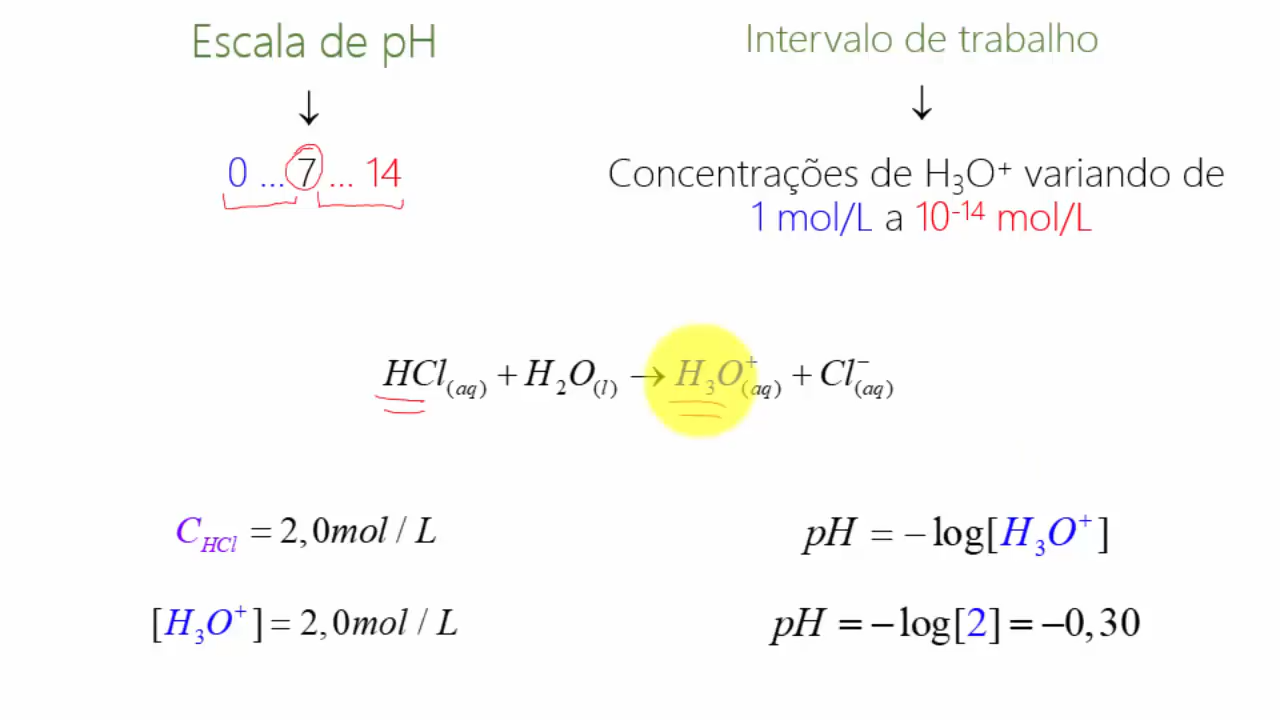 Escala de pH
↓
0 ... 7 ... 14
Intervalo de trabalho
↓
Concentrações de H₃O⁺ variando de
1 mol/L a 10⁻¹⁴ mol/L
HCl(aq) + H₂O(l) → H₃O⁺(aq) + Cl⁻(aq)
C_HCl = 2,0mol / L
[H₃O⁺] = 2,0mol / L
pH = −log[H₃O⁺]
pH = −log[2] = −0,30